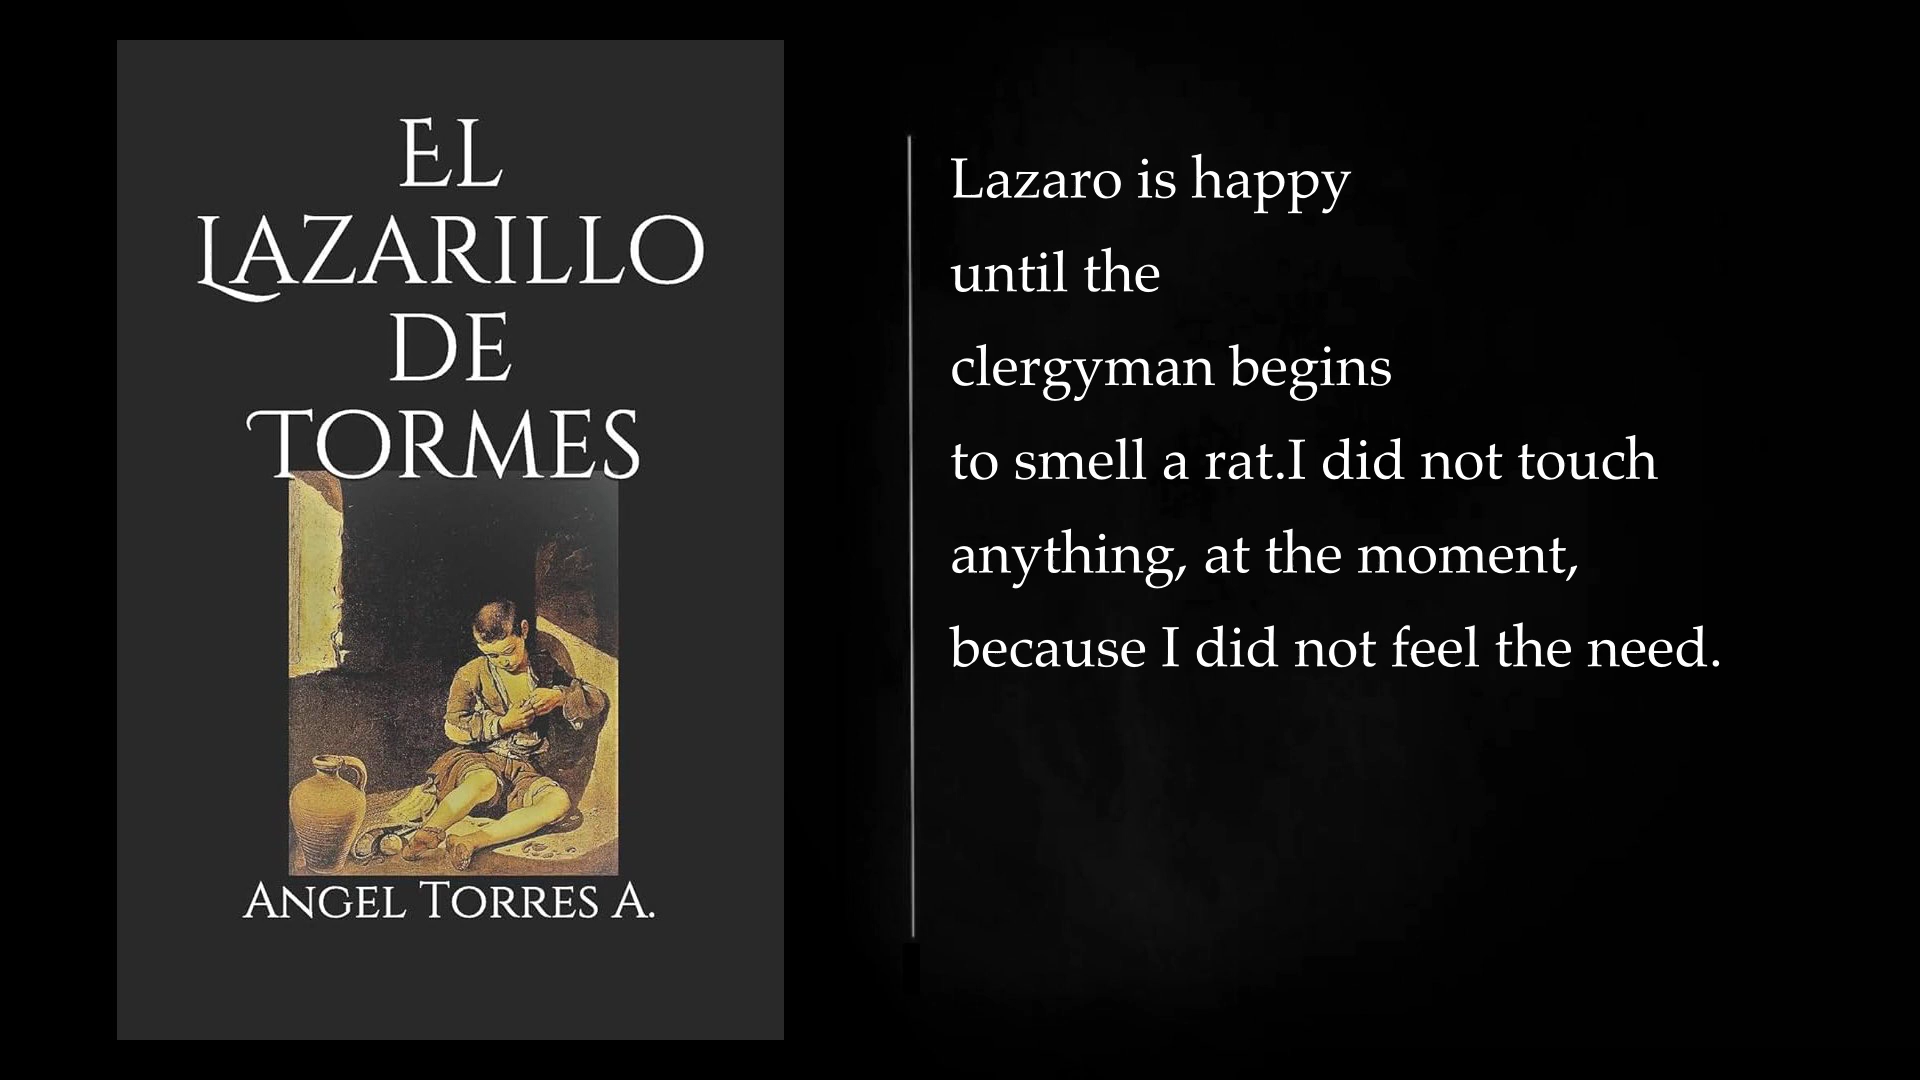 EL
LAZARILLO
DE
TORMES
ANGEL TORRES A.
Lazaro is happy
until the
clergyman begins
to smell a rat.I did not touch
anything, at the moment,
because I did not feel the need.